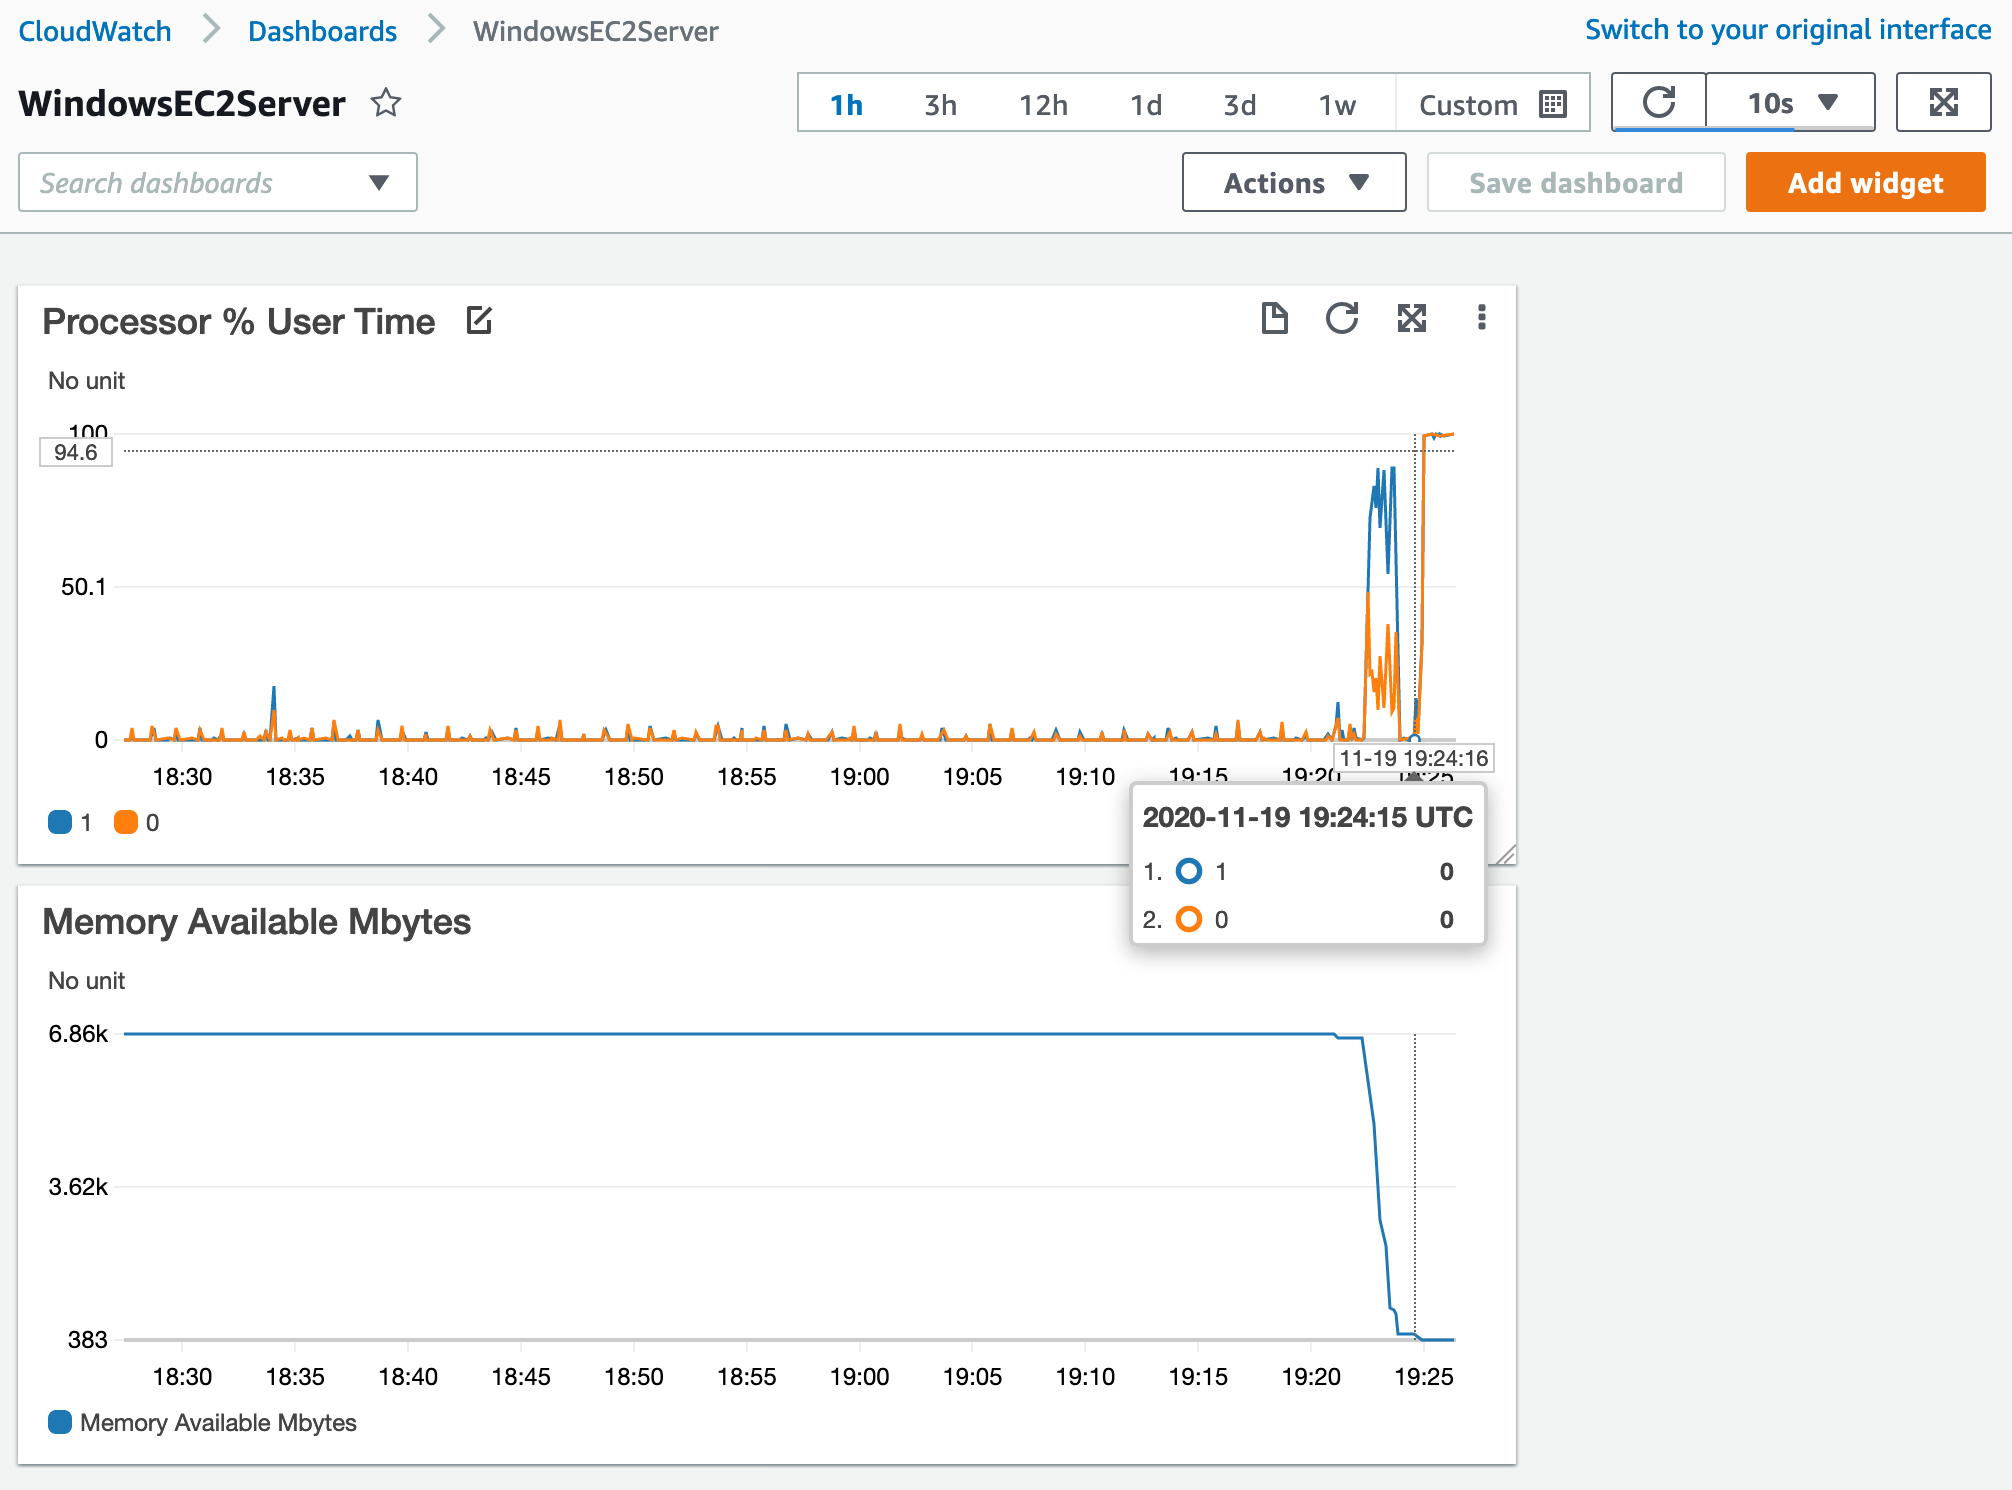 CloudWatch > Dashboards > WindowsEC2Server
Switch to your original interface
WindowsEC2Server
1h 3h 12h 1d 3d 1w Custom
10s
Search dashboards
Actions
Save dashboard
Add widget
Processor % User Time
No unit
100
94.6
50.1
0
11-19 19:24:16
18:30 18:35 18:40 18:45 18:50 18:55 19:00 19:05 19:10 19:15 19:20 19:25
1 0
2020-11-19 19:24:15 UTC
1. 1 0
2. 0 0
Memory Available Mbytes
No unit
6.86k
3.62k
383
18:30 18:35 18:40 18:45 18:50 18:55 19:00 19:05 19:10 19:15 19:20 19:25
Memory Available Mbytes